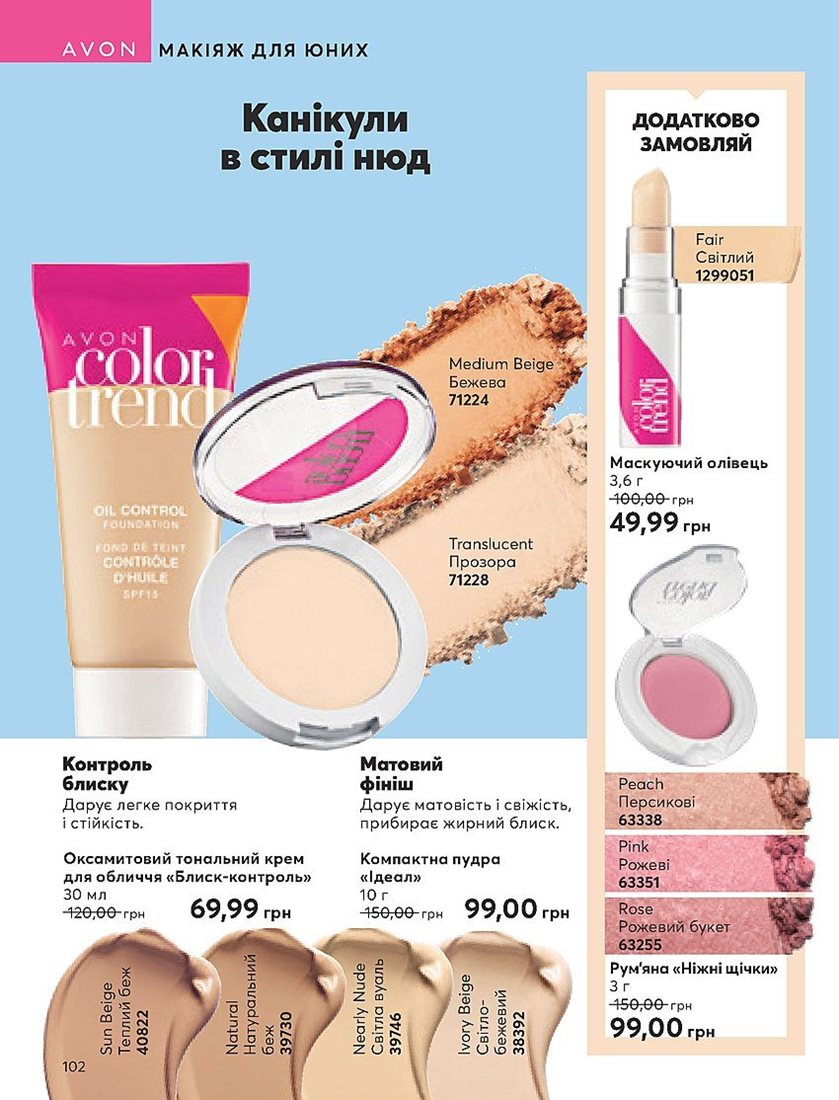 AVON
МАКІЯЖ ДЛЯ ЮНИХ
Канікули
в стилі нюд
AVON
color
trend
OIL CONTROL
FOUNDATION
FOND DE TEINT
CONTRÔLE
D'HUILE
SPF15
Medium Beige
Бежева
71224
Translucent
Прозора
71228
Контроль
блиску
Дарує легке покриття
і стійкість.
Оксамитовий тональний крем
для обличчя «Блиск-контроль»
30 мл
120,00 грн
69,99 грн
Матовий
фініш
Дарує матовість і свіжість,
прибирає жирний блиск.
Компактна пудра
«Ідеал»
10 г
150,00 грн
99,00 грн
Sun Beige
Теплий беж
40822
Natural
Натуральний
беж
39730
Nearly Nude
Світла вуаль
39746
Ivory Beige
Світло-
бежевий
38392
ДОДАТКОВО
ЗАМОВЛЯЙ
Fair
Світлий
1299051
AVON
color
trend
Маскуючий олівець
3,6 г
100,00 грн
49,99 грн
color
trend
Peach
Персикові
63338
Pink
Рожеві
63351
Rose
Рожевий букет
63255
Рум'яна «Ніжні щічки»
3 г
150,00 грн
99,00 грн
102